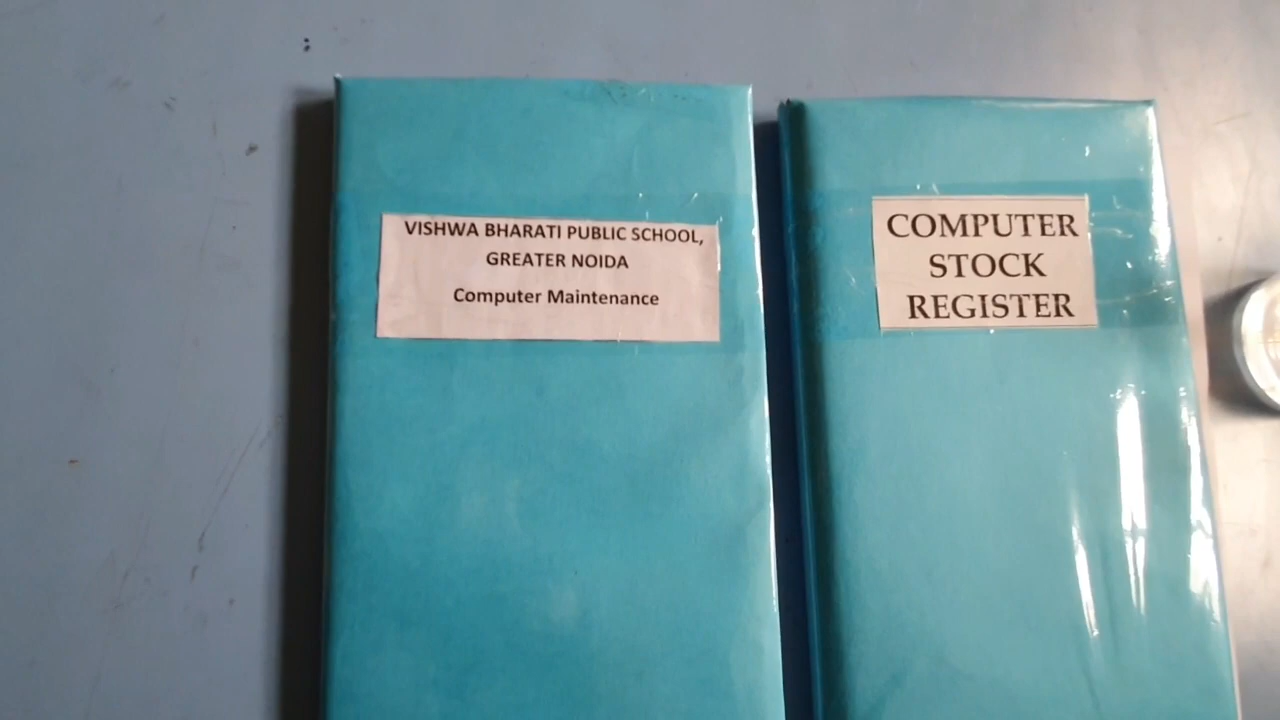 VISHWA BHARATI PUBLIC SCHOOL,
GREATER NOIDA
Computer Maintenance
COMPUTER
STOCK
REGISTER